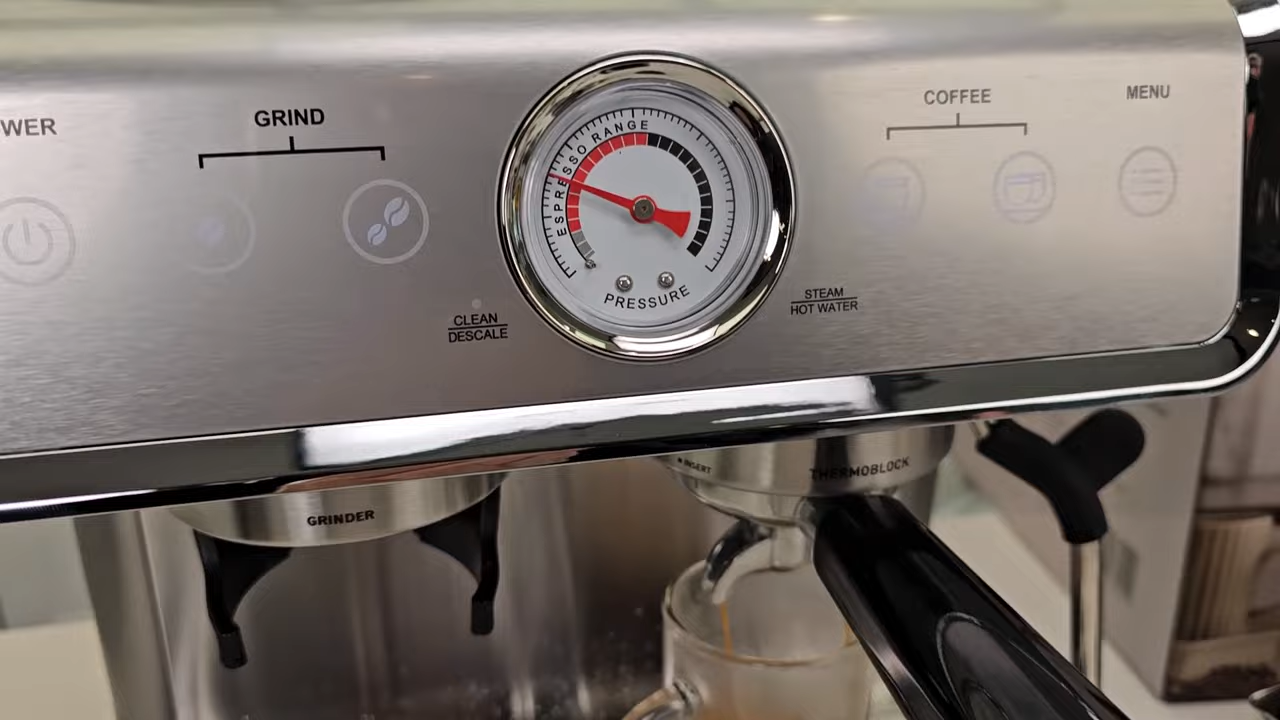 WER
GRIND
ESPRESSO RANGE
PRESSURE
COFFEE
MENU
CLEAN
DESCALE
STEAM
HOT WATER
GRINDER
INSERT
THERMOBLOCK